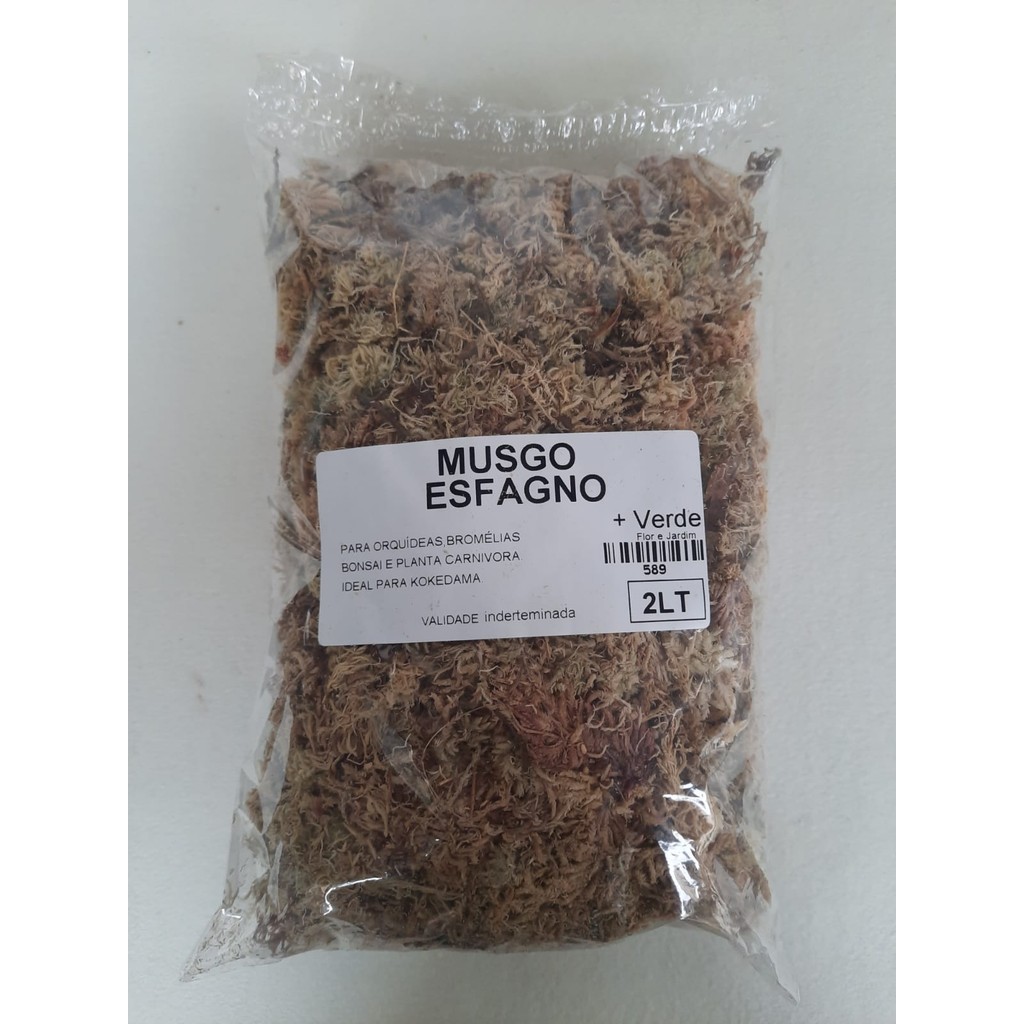 MUSGO
ESFAGNO
+ Verde
Flor e Jardim
PARA ORQUÍDEAS,BROMÉLIAS
BONSAI E PLANTA CARNIVORA
IDEAL PARA KOKEDAMA
589
2LT
VALIDADE inderteminada